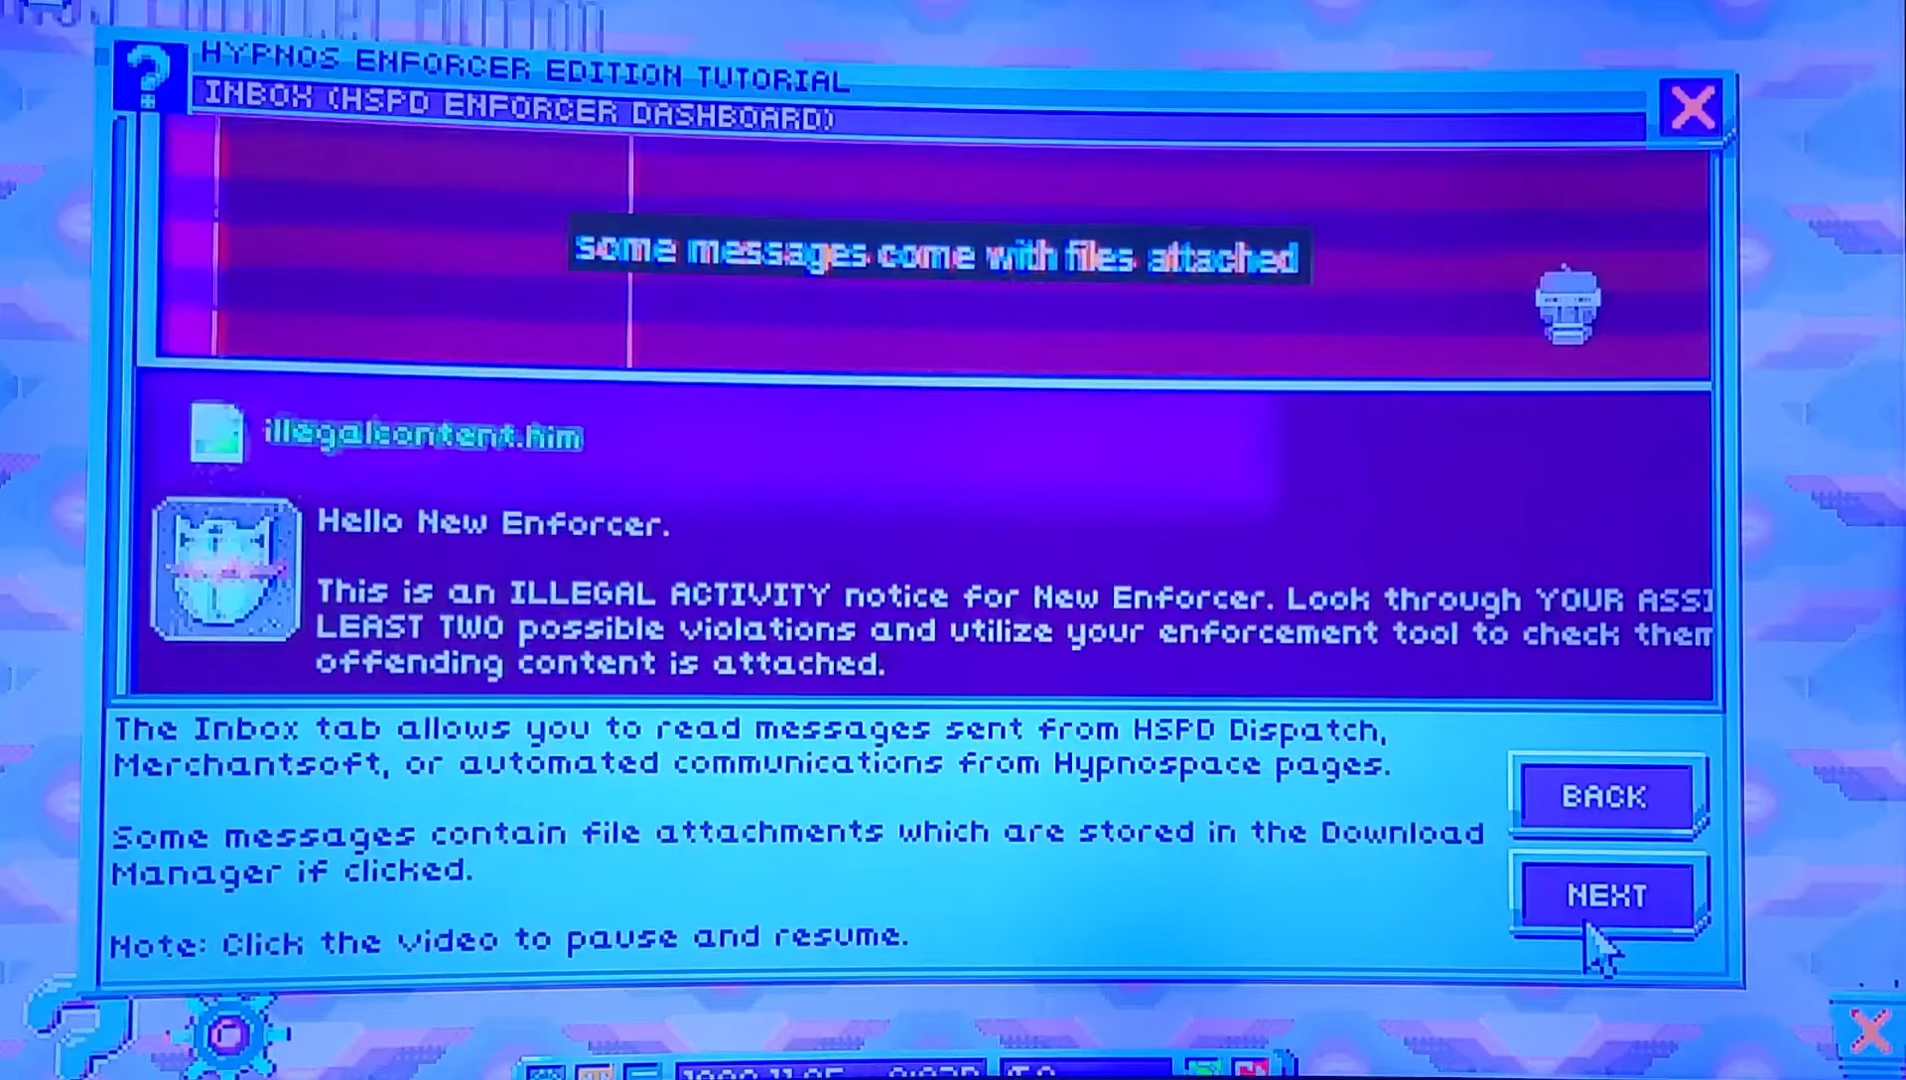 HYPNOS ENFORCER EDITION TUTORIAL
INBOX (HSPD ENFORCER DASHBOARD)
some messages come with files attached
illegalcontent.him
Hello New Enforcer.
This is an ILLEGAL ACTIVITY notice for New Enforcer. Look through YOUR ASSI
LEAST TWO possible violations and utilize your enforcement tool to check them
offending content is attached.
The Inbox tab allows you to read messages sent from HSPD Dispatch,
Merchantsoft, or automated communications from Hypnospace pages.
Some messages contain file attachments which are stored in the Download
Manager if clicked.
Note: Click the video to pause and resume.
BACK
NEXT